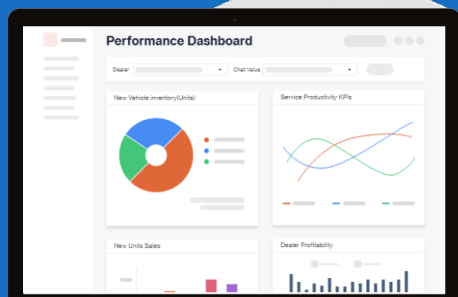 Performance Dashboard
Dealer
Chat Value
New Vehicle inventory(Units)
Service Productivity KPIs
New Units Sales
Dealer Profitability